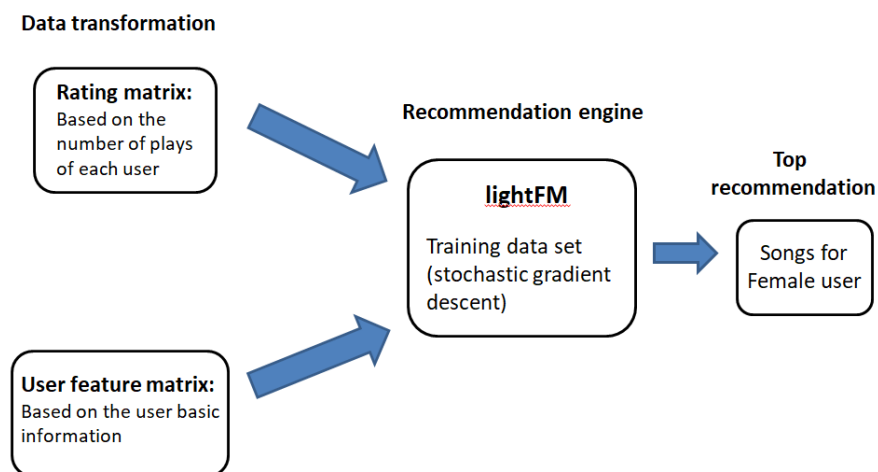 Data transformation
Rating matrix:
Based on the
number of plays
of each user
Recommendation engine
lightFM
Training data set
(stochastic gradient
descent)
Top
recommendation
Songs for
Female user
User feature matrix:
Based on the user basic
information